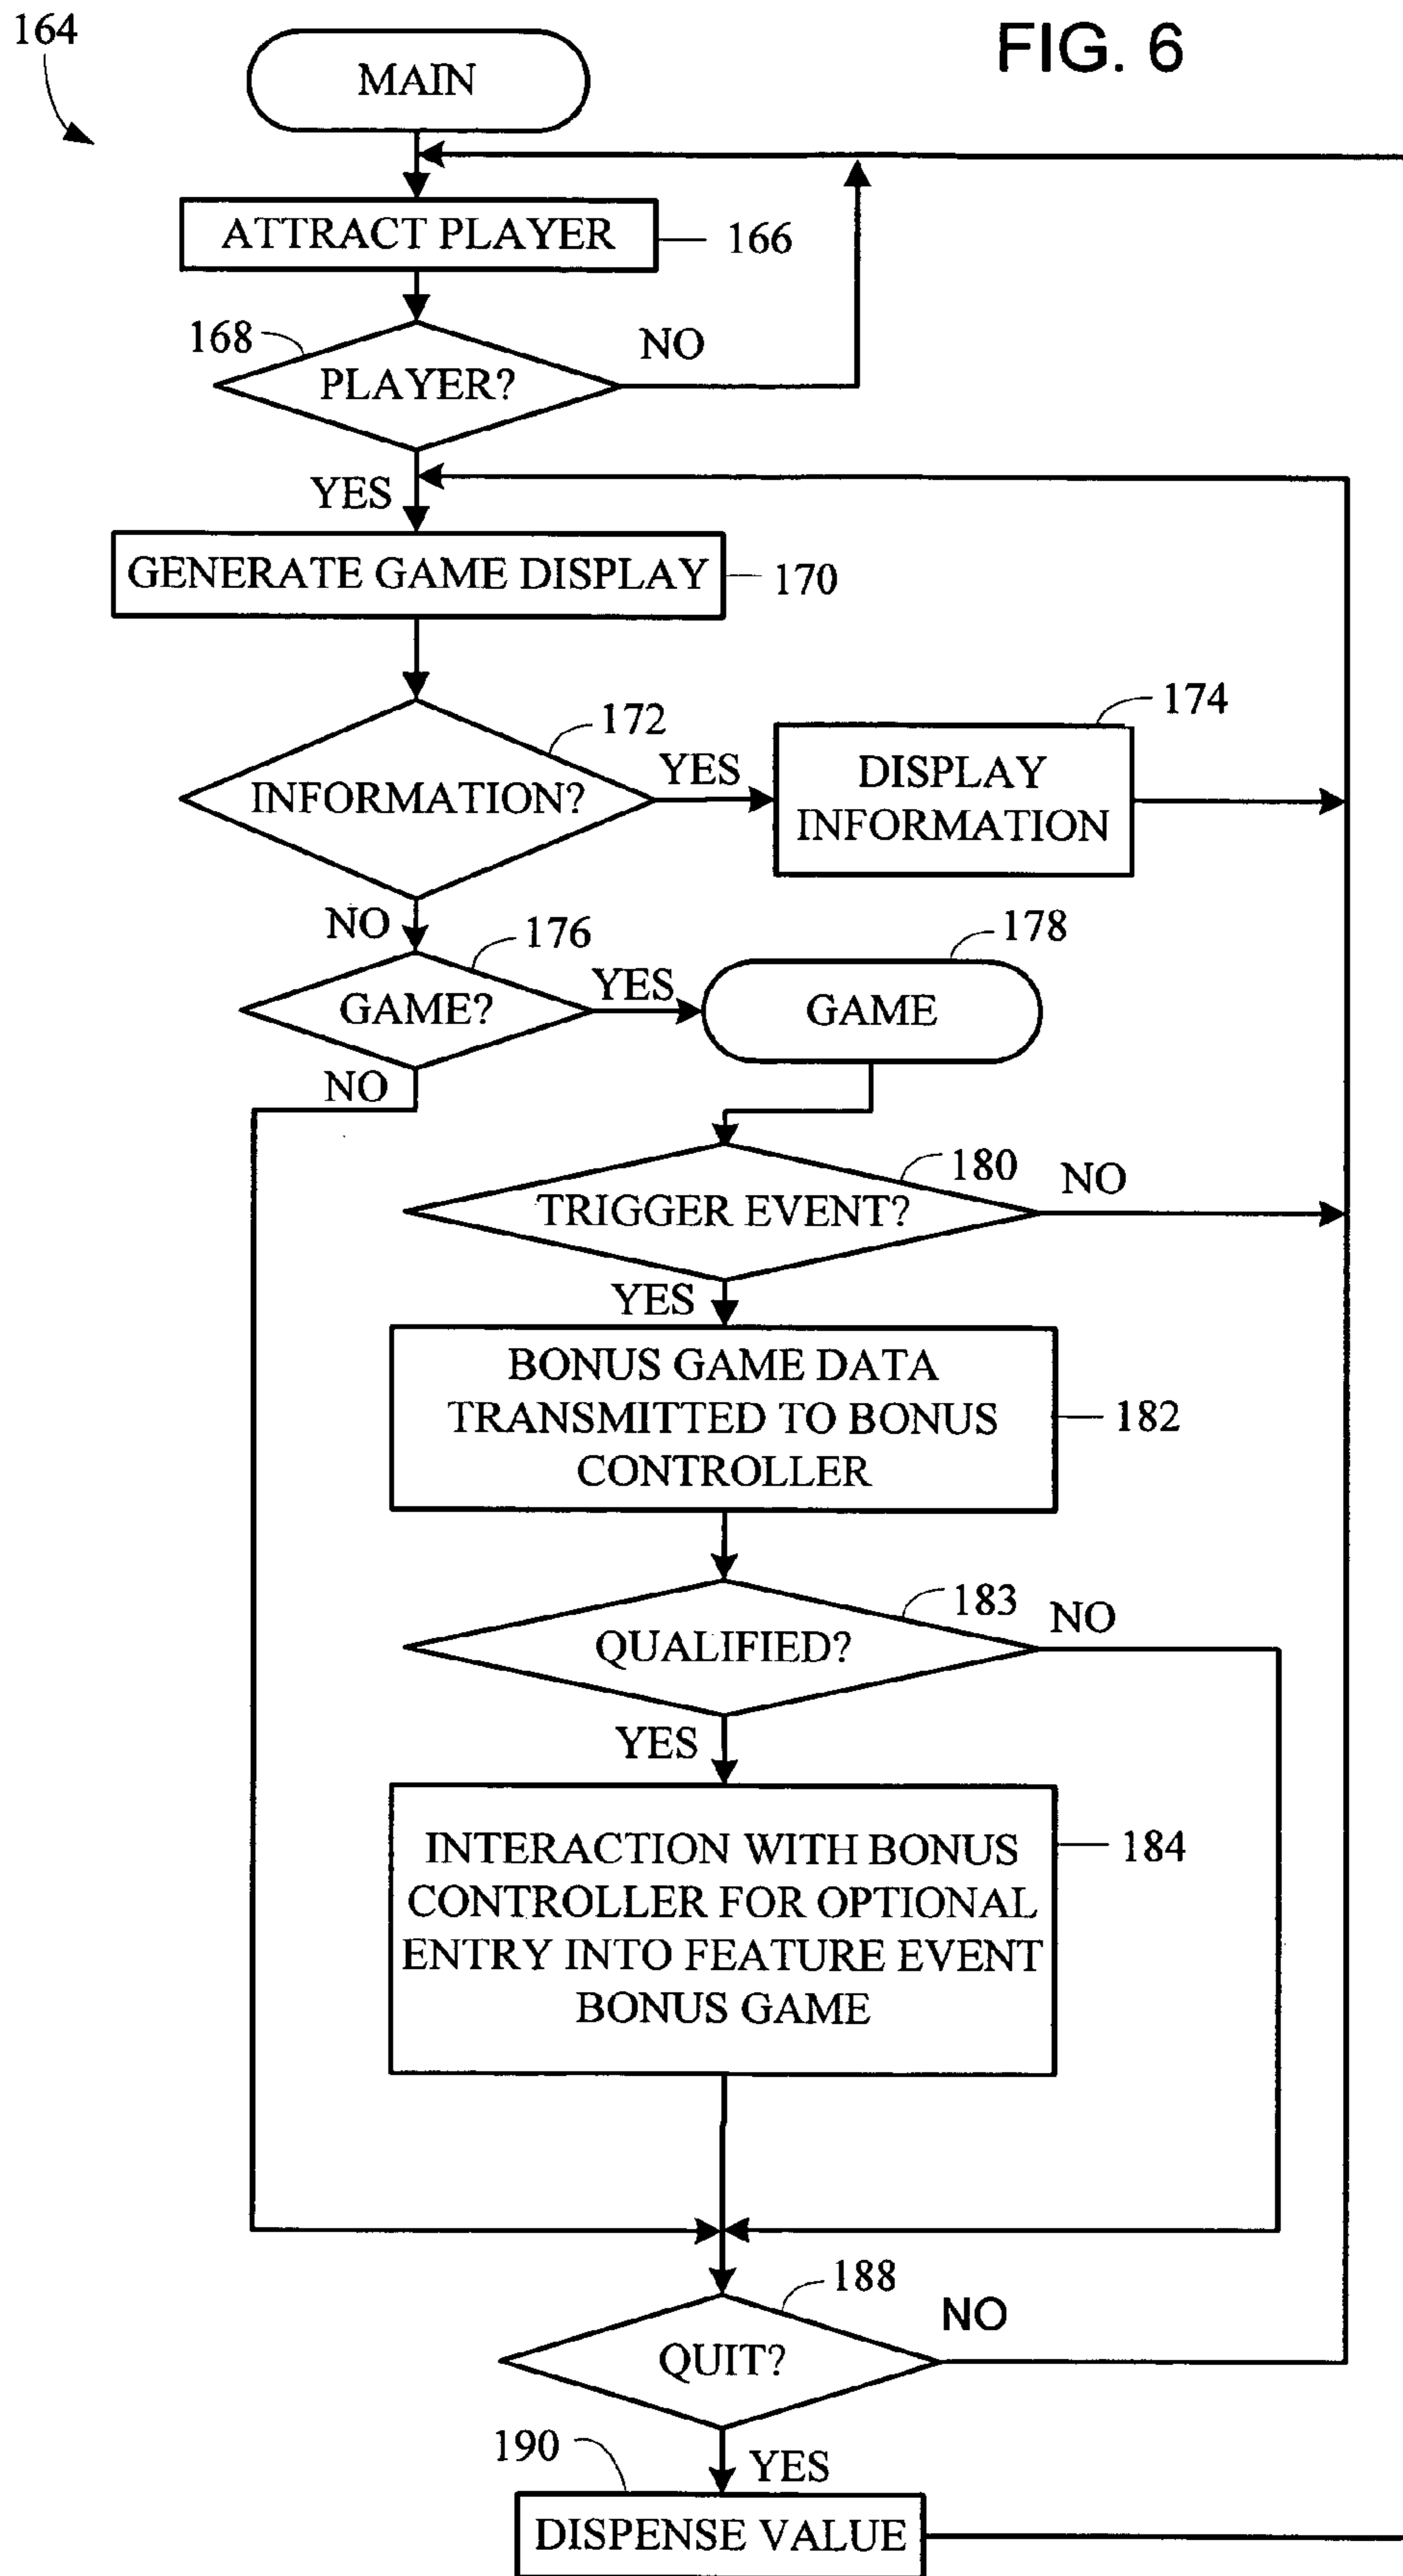 164
FIG. 6
MAIN
ATTRACT PLAYER
166
168
PLAYER?
NO
YES
GENERATE GAME DISPLAY
170
172
174
INFORMATION?
YES
DISPLAY
INFORMATION
NO
176
178
GAME?
YES
GAME
NO
180
TRIGGER EVENT?
NO
YES
BONUS GAME DATA
TRANSMITTED TO BONUS
CONTROLLER
182
183
QUALIFIED?
NO
YES
INTERACTION WITH BONUS
CONTROLLER FOR OPTIONAL
ENTRY INTO FEATURE EVENT
BONUS GAME
184
188
QUIT?
NO
190
YES
DISPENSE VALUE